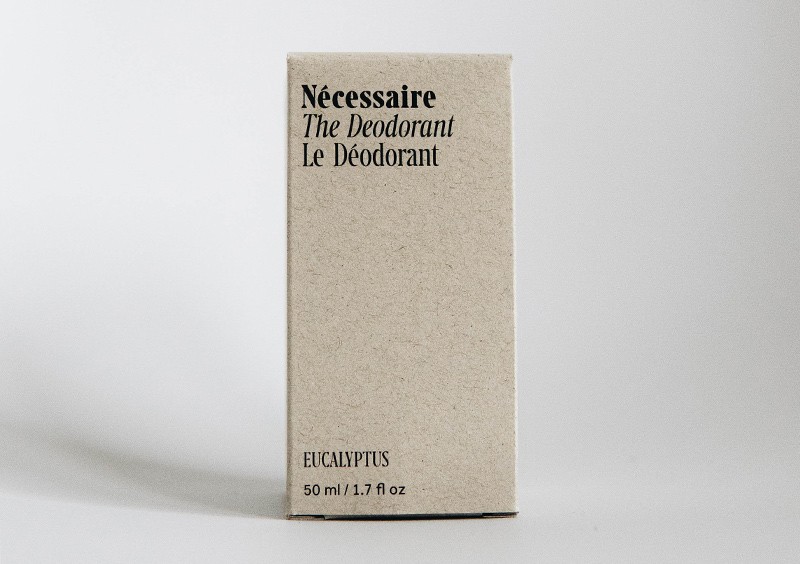 Nécessaire
The Deodorant
Le Déodorant
EUCALYPTUS
50 ml / 1.7 fl oz